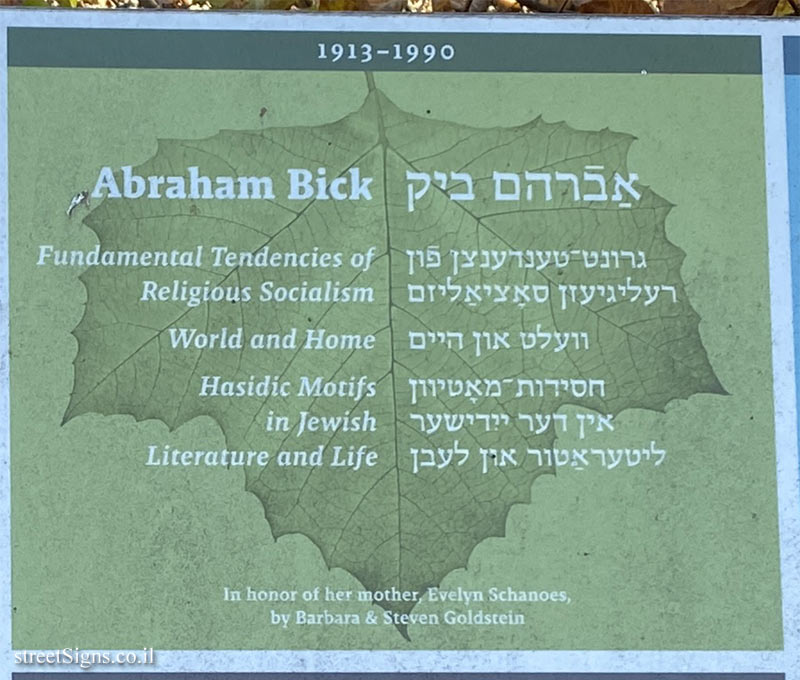 1913–1990
Abraham Bick אַבֿרהם ביק
Fundamental Tendencies of גרונט־טענדענצן פֿון
Religious Socialism רעליגיעזן סאָציאַליזם
World and Home וועלט און היים
Hasidic Motifs חסידות־מאָטיוון
in Jewish אין דער ייִדישער
Literature and Life ליטעראַטור און לעבן
In honor of her mother, Evelyn Schanoes,
by Barbara & Steven Goldstein
streetSigns.co.il